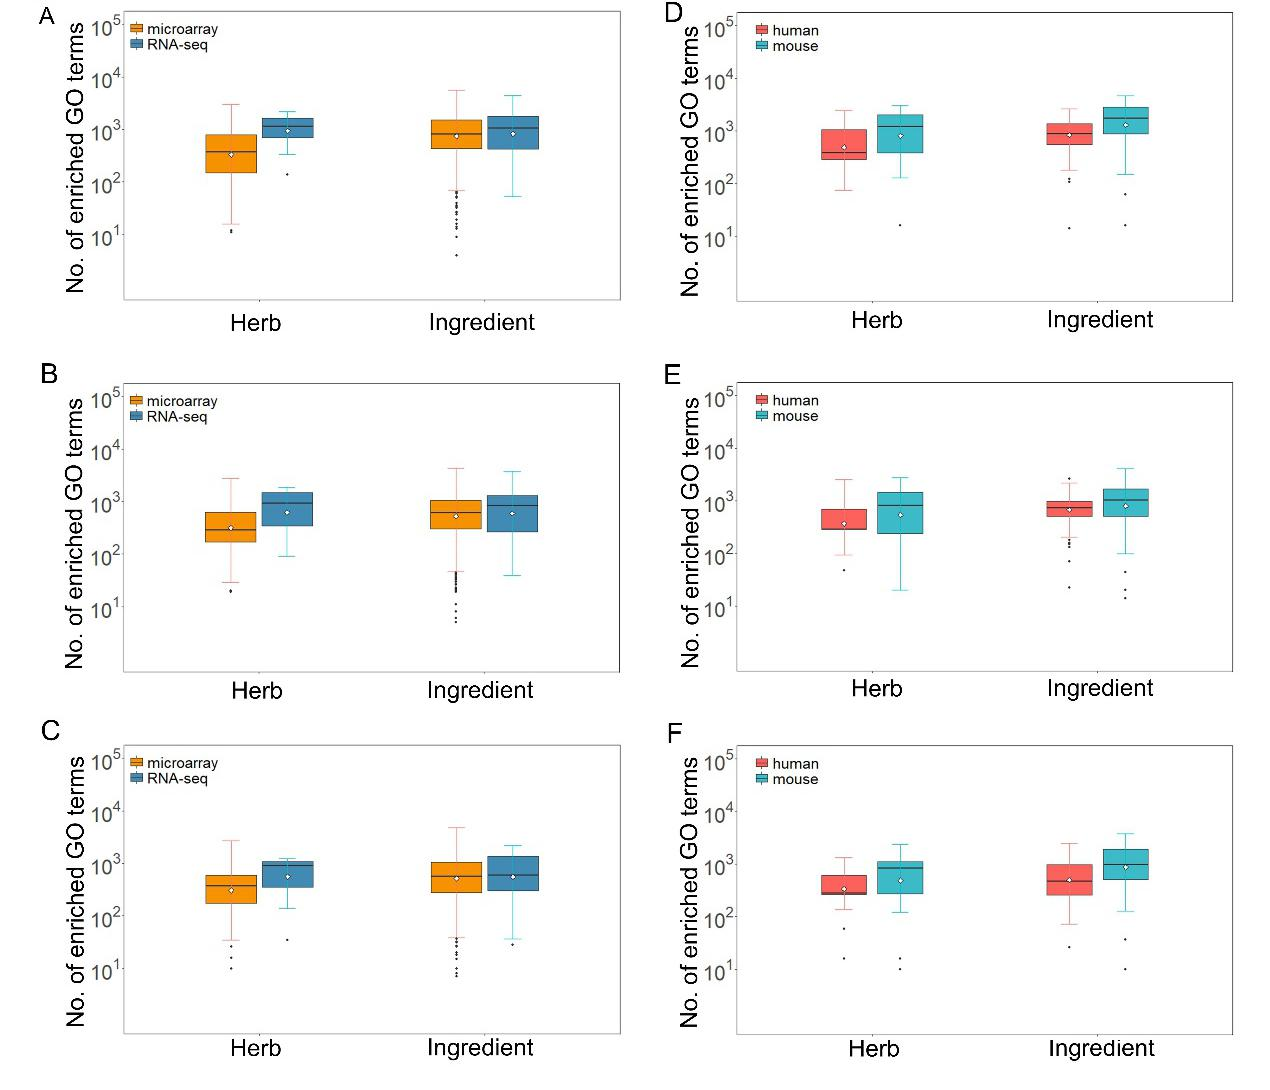 A
No. of enriched GO terms
10^5
10^4
10^3
10^2
10^1
microarray
RNA-seq
Herb
Ingredient
D
No. of enriched GO terms
10^5
10^4
10^3
10^2
10^1
human
mouse
Herb
Ingredient
B
No. of enriched GO terms
10^5
10^4
10^3
10^2
10^1
microarray
RNA-seq
Herb
Ingredient
E
No. of enriched GO terms
10^5
10^4
10^3
10^2
10^1
human
mouse
Herb
Ingredient
C
No. of enriched GO terms
10^5
10^4
10^3
10^2
10^1
microarray
RNA-seq
Herb
Ingredient
F
No. of enriched GO terms
10^5
10^4
10^3
10^2
10^1
human
mouse
Herb
Ingredient